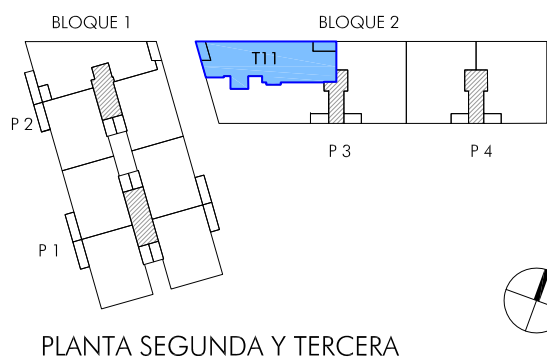 BLOQUE 1
BLOQUE 2
T11
P 2
P 3
P 4
P 1
PLANTA SEGUNDA Y TERCERA